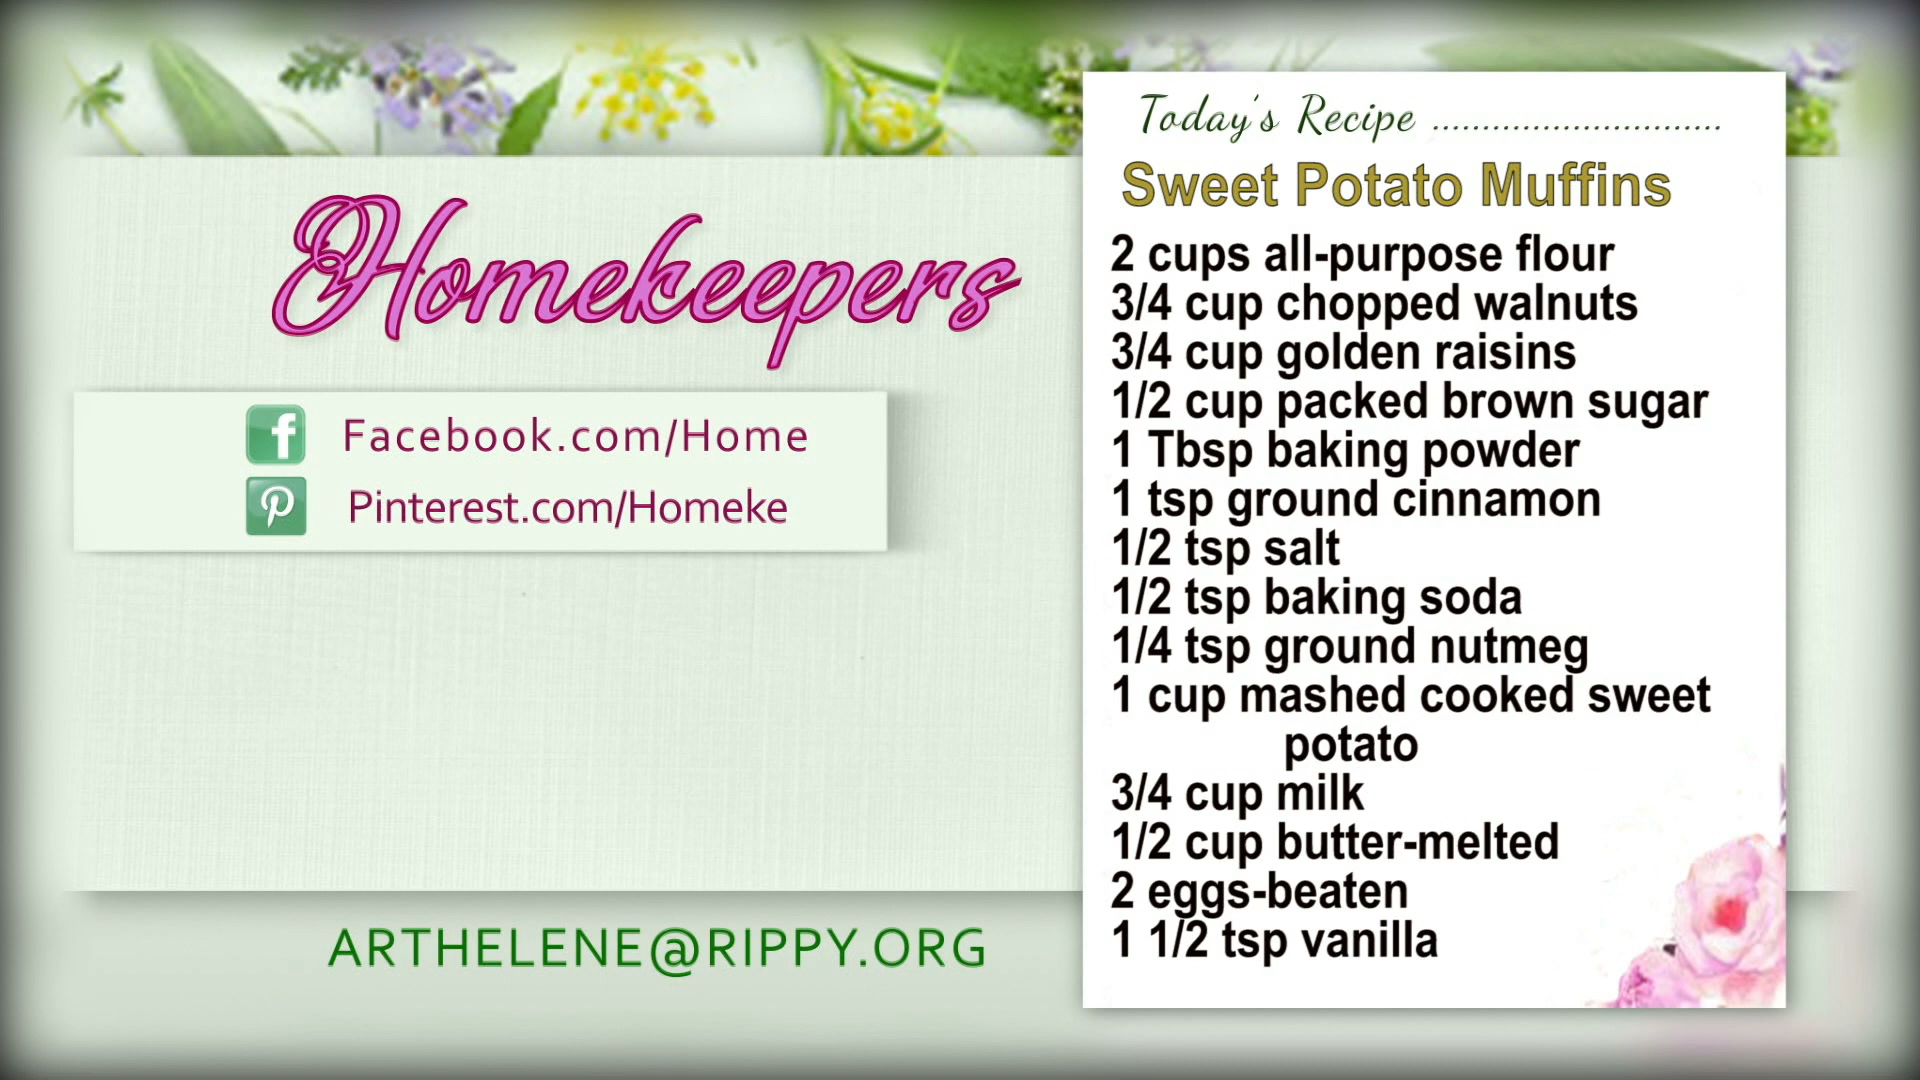 Homekeepers
Facebook.com/Home
Pinterest.com/Homeke
ARTHELENE@RIPPY.ORG
Today's Recipe .............................
Sweet Potato Muffins
2 cups all-purpose flour
3/4 cup chopped walnuts
3/4 cup golden raisins
1/2 cup packed brown sugar
1 Tbsp baking powder
1 tsp ground cinnamon
1/2 tsp salt
1/2 tsp baking soda
1/4 tsp ground nutmeg
1 cup mashed cooked sweet
potato
3/4 cup milk
1/2 cup butter-melted
2 eggs-beaten
1 1/2 tsp vanilla